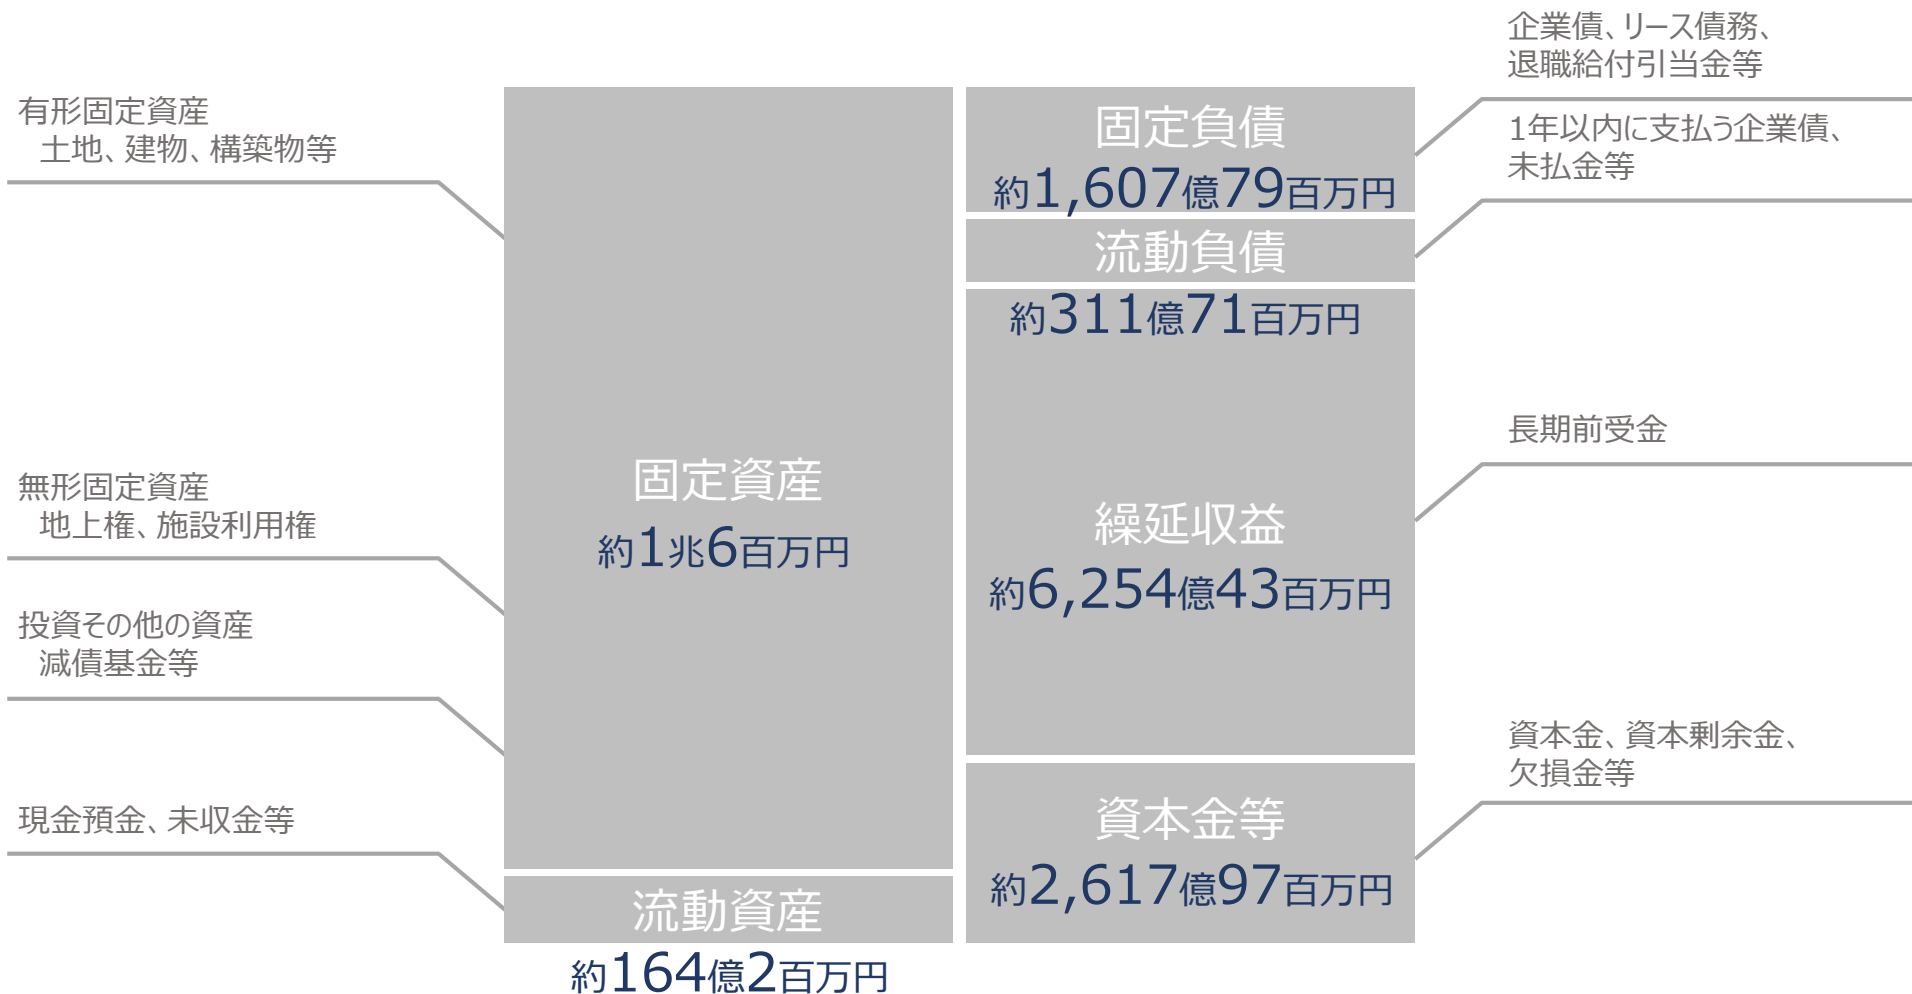 有形固定資産
土地、建物、構築物等
無形固定資産
地上権、施設利用権
投資その他の資産
減債基金等
現金預金、未収金等
固定資産
約1兆6百万円
流動資産
約164億2百万円
固定負債
約1,607億79百万円
流動負債
約311億71百万円
繰延収益
約6,254億43百万円
資本金等
約2,617億97百万円
企業債、リース債務、
退職給付引当金等
1年以内に支払う企業債、
未払金等
長期前受金
資本金、資本剰余金、
欠損金等